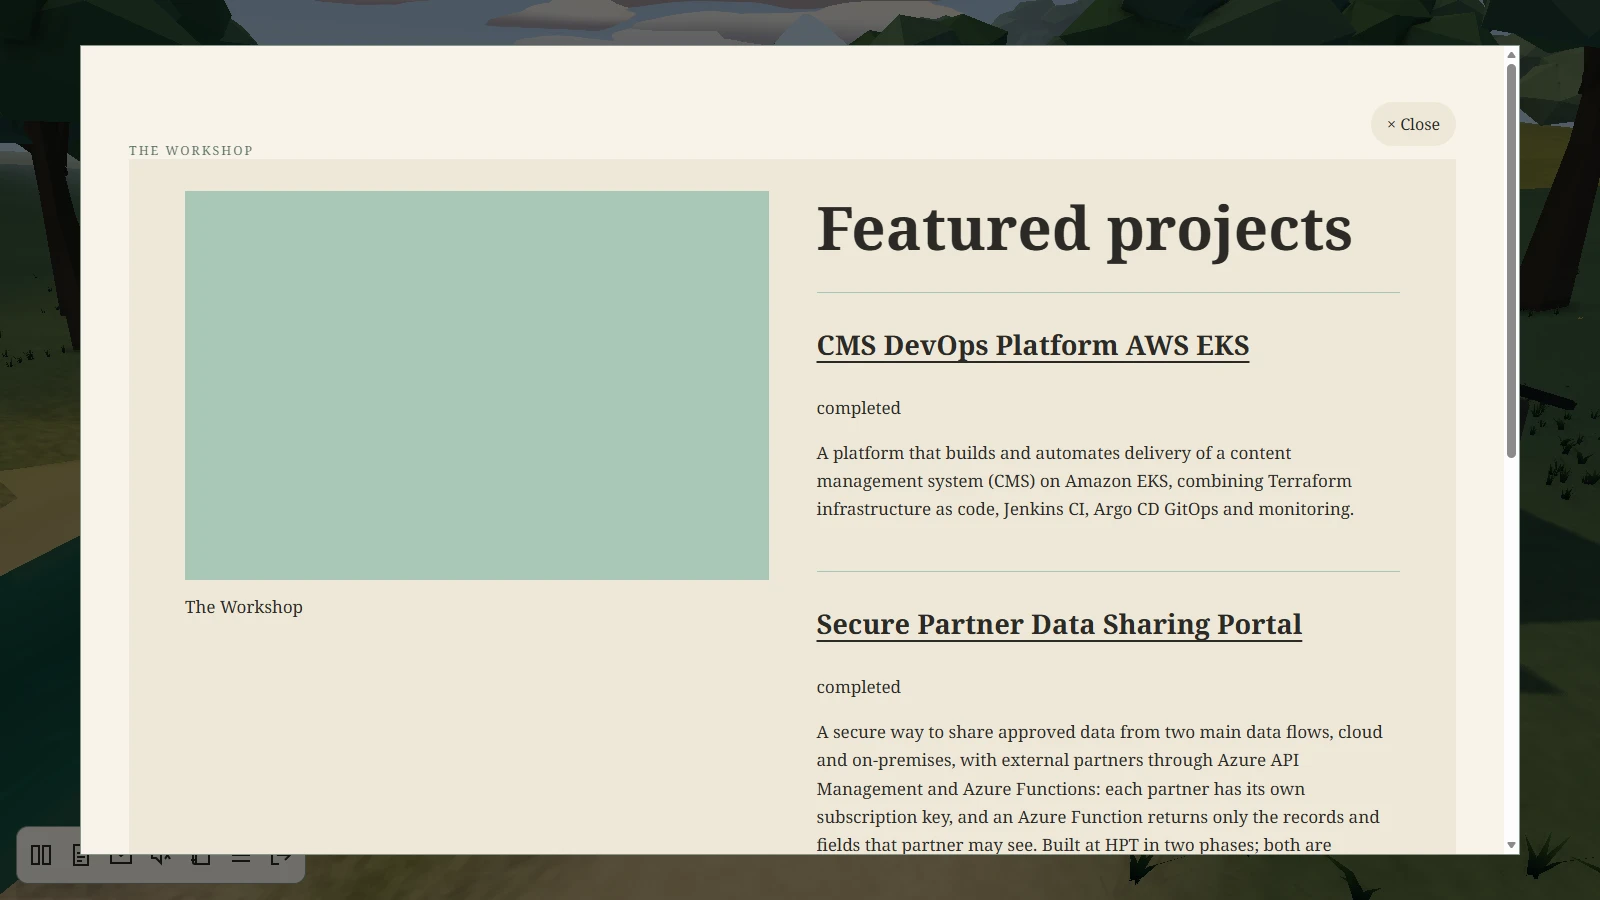 × Close
THE WORKSHOP
The Workshop
Featured projects
CMS DevOps Platform AWS EKS
completed
A platform that builds and automates delivery of a content
management system (CMS) on Amazon EKS, combining Terraform
infrastructure as code, Jenkins CI, Argo CD GitOps and monitoring.
Secure Partner Data Sharing Portal
completed
A secure way to share approved data from two main data flows, cloud
and on-premises, with external partners through Azure API
Management and Azure Functions: each partner has its own
subscription key, and an Azure Function returns only the records and
fields that partner may see. Built at HPT in two phases; both are